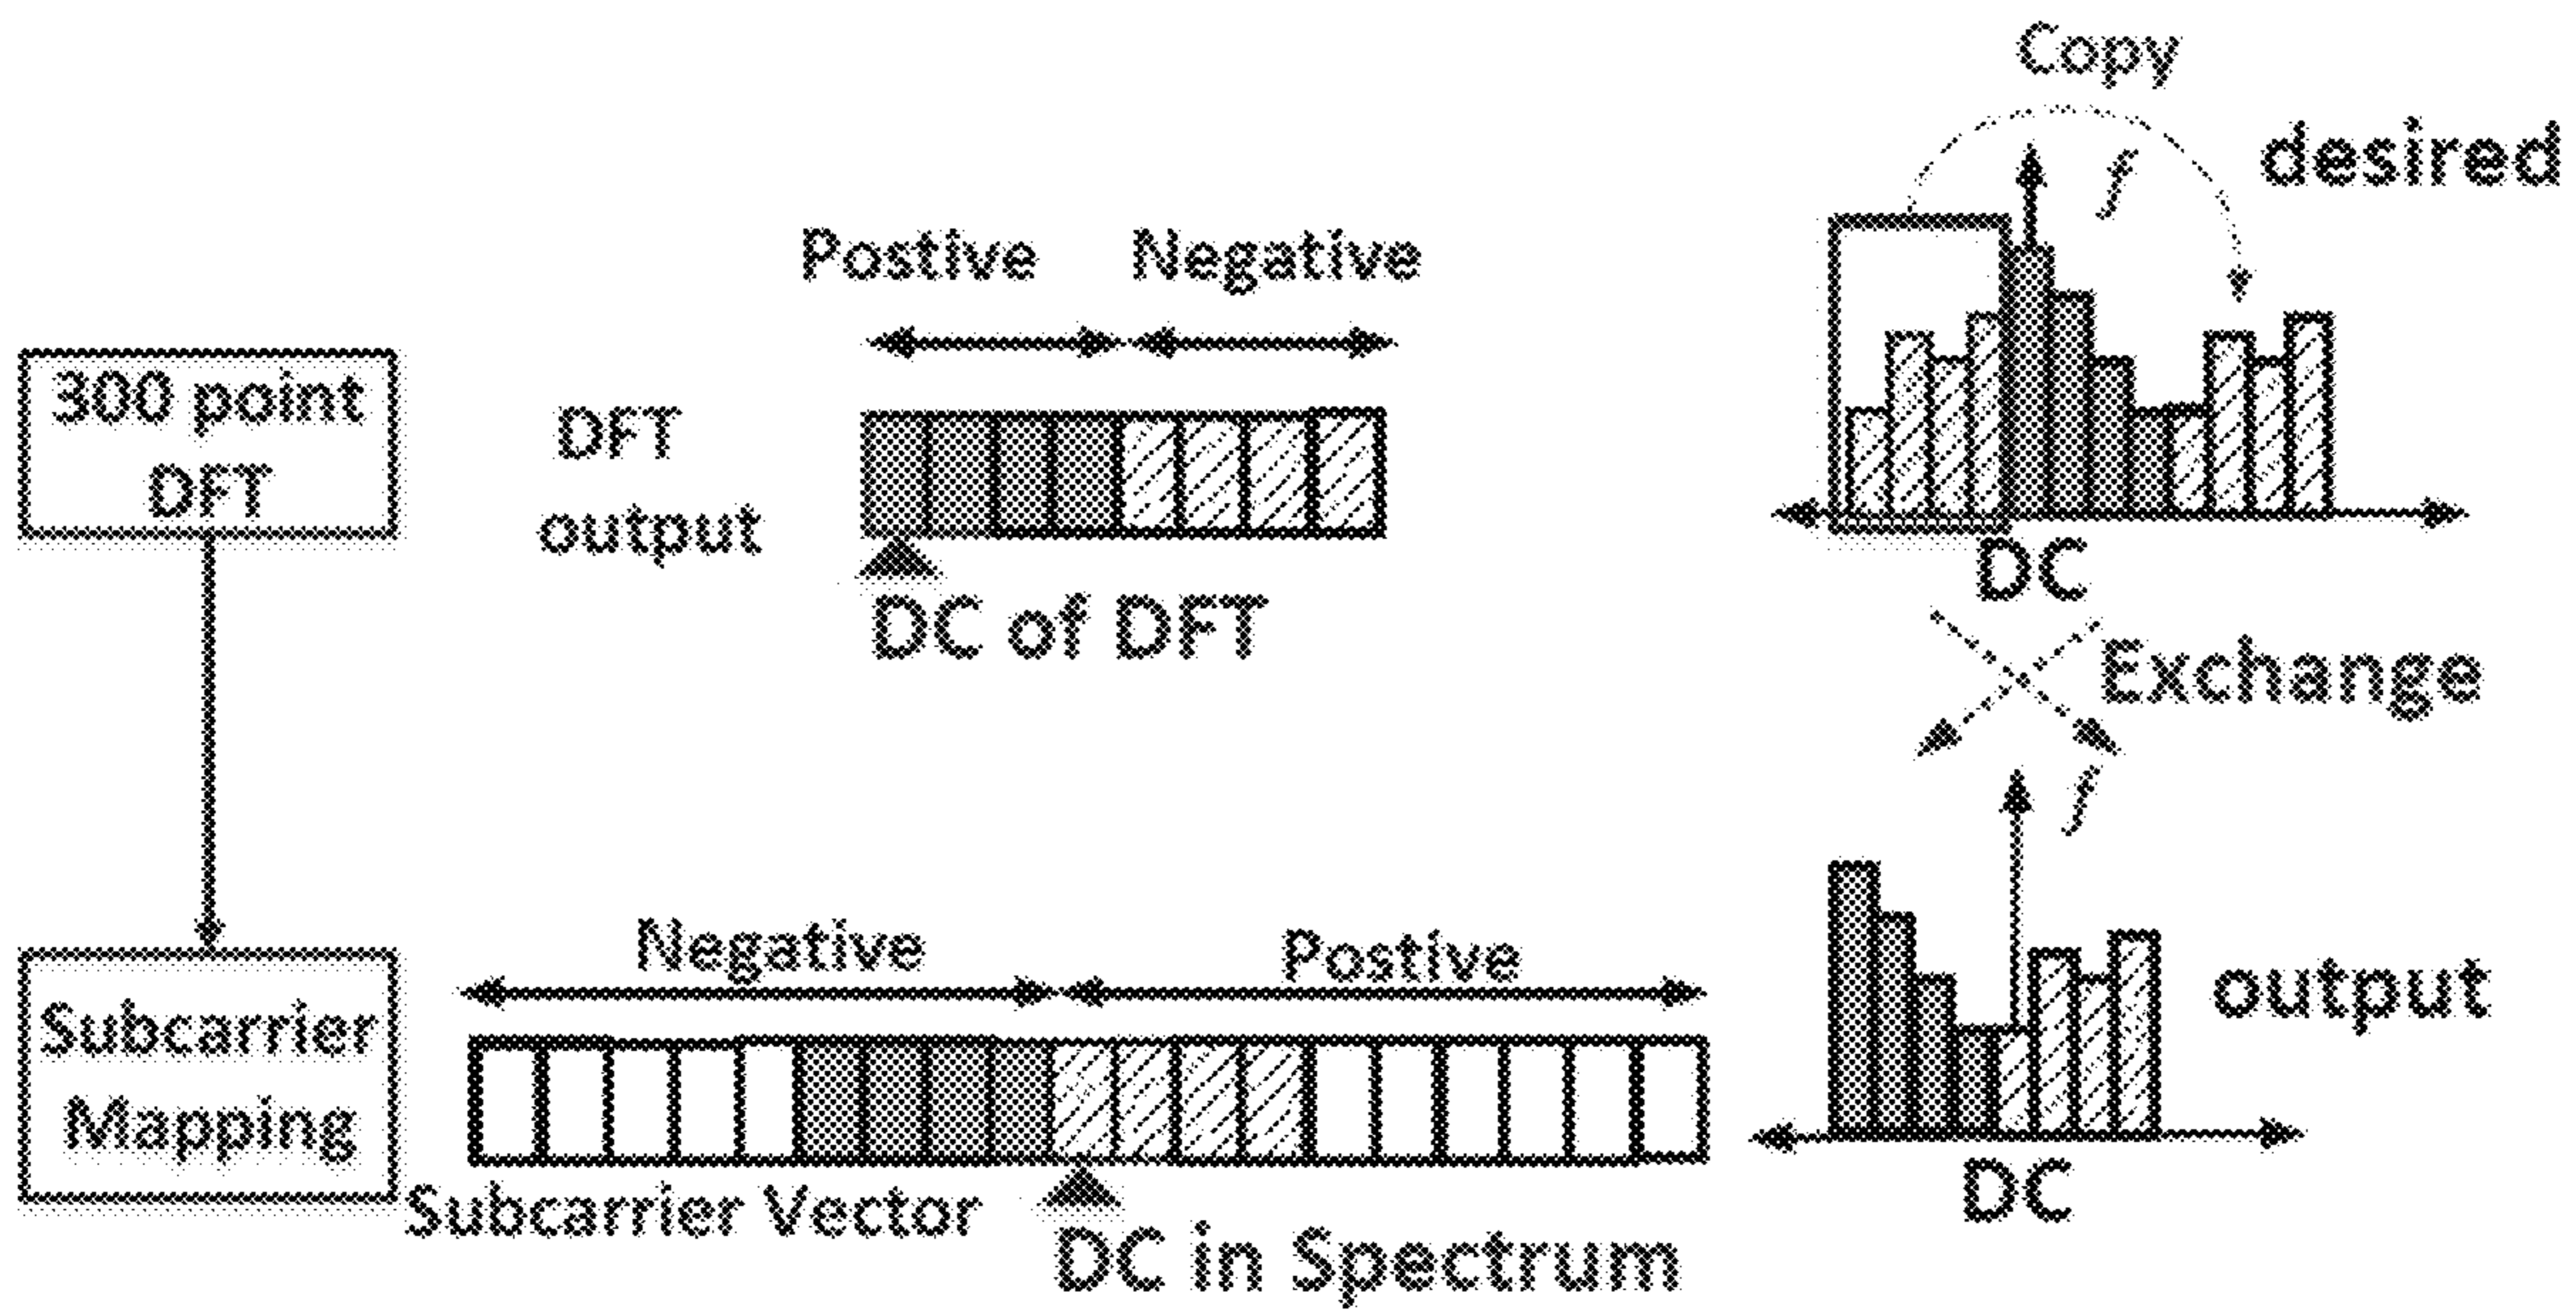 Copy
f
desired
Postive
Negative
300 point
DFT
DFT
output
DC of DFT
DC
Exchange
f
Negative
Postive
output
Subcarrier
Mapping
Subcarrier Vector
DC in Spectrum
DC